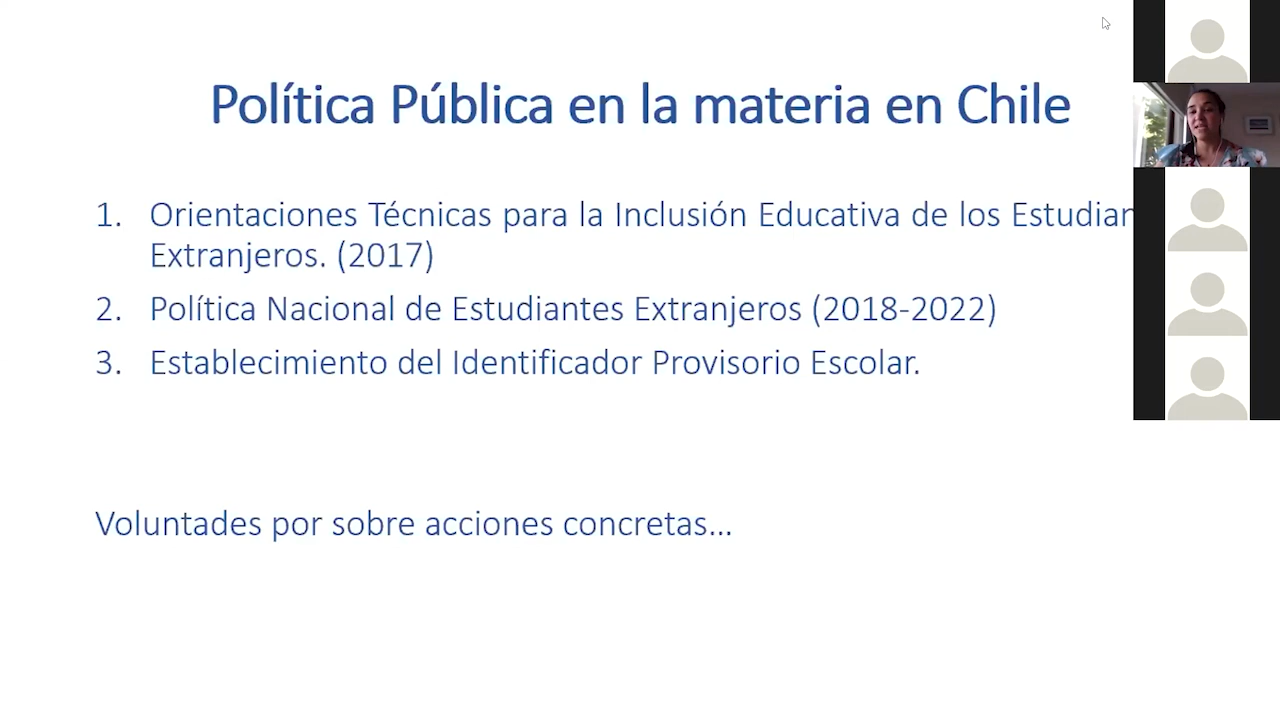 Política Pública en la materia en Chile
1. Orientaciones Técnicas para la Inclusión Educativa de los
Extranjeros. (2017)
2. Política Nacional de Estudiantes Extranjeros (2018-2022)
3. Establecimiento del Identificador Provisorio Escolar.
Voluntades por sobre acciones concretas...